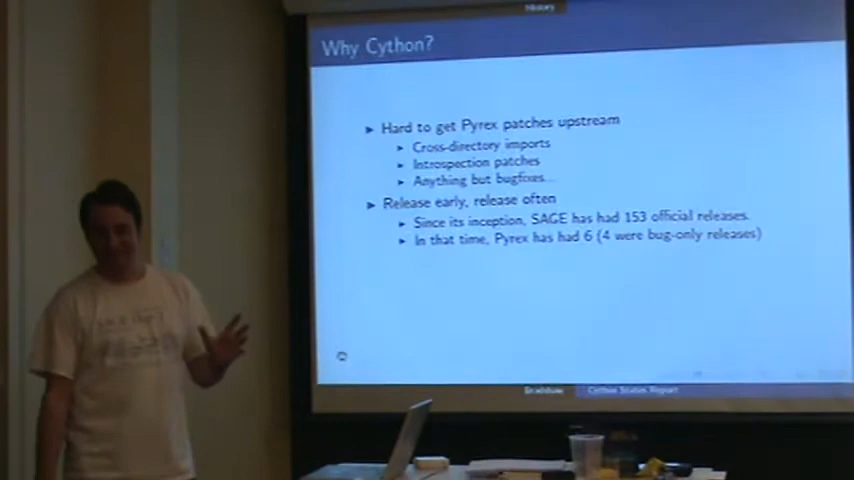 History
Why Cython?
► Hard to get Pyrex patches upstream
► Cross-directory imports
► Introspection patches
► Anything but bugfixes...
► Release early, release often
► Since its inception, SAGE has had 153 official releases.
► In that time, Pyrex has had 6 (4 were bug-only releases)
Bradshaw Cython Status Report